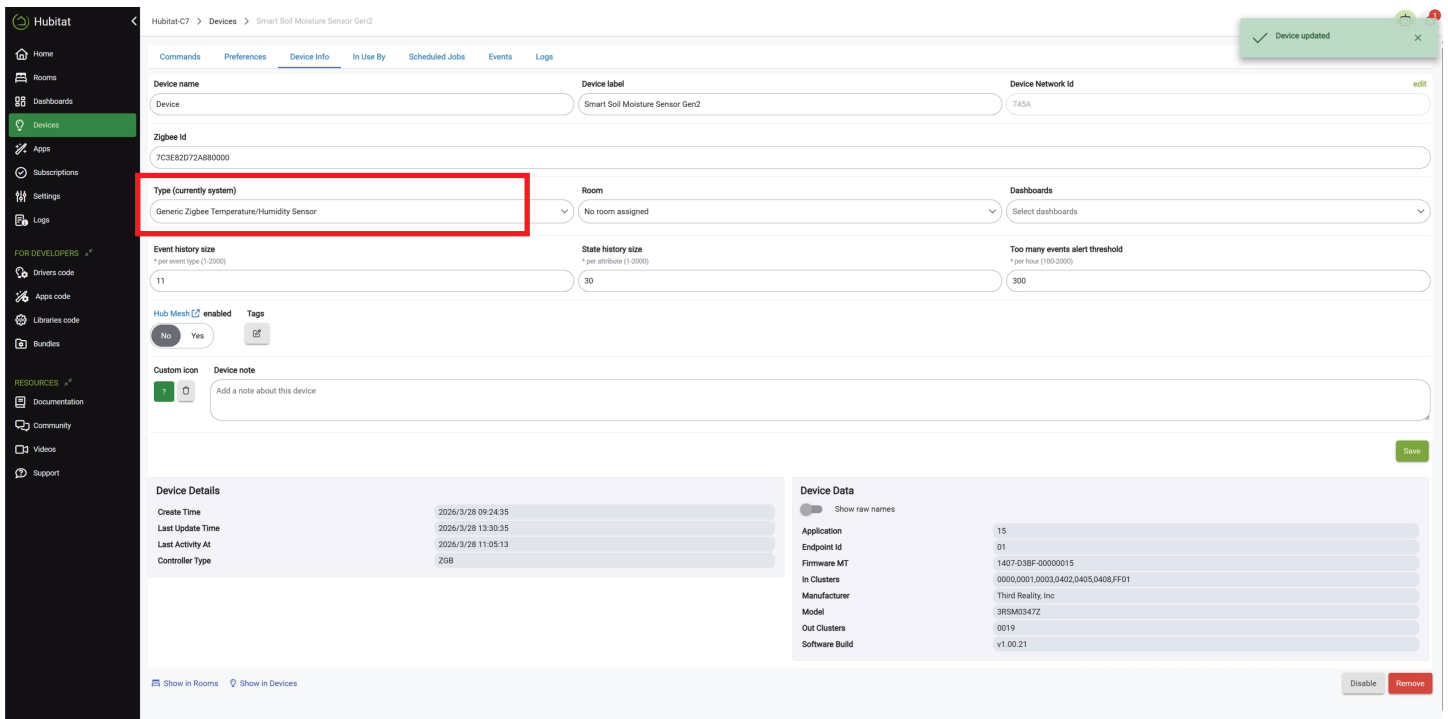 Hubitat
Hubitat-C7 > Devices > Smart Soil Moisture Sensor Gen2
1
Device updated
Home
Rooms
Dashboards
Devices
Apps
Subscriptions
Settings
Logs
FOR DEVELOPERS
Drivers code
Apps code
Libraries code
Bundles
RESOURCES
Documentation
Community
Videos
Support
Commands Preferences Device Info In Use By Scheduled Jobs Events Logs
Device name Device label Device Network Id edit
Device Smart Soil Moisture Sensor Gen2 745A
Zigbee Id
7C3E82D72A880000
Type (currently system) Room Dashboards
Generic Zigbee Temperature/Humidity Sensor No room assigned Select dashboards
Event history size State history size Too many events alert threshold
* per event type (1-2000) * per attribute (1-2000) * per hour (100-2000)
11 30 300
Hub Mesh enabled Tags
No Yes
Custom icon Device note
? Add a note about this device
Save
Device Details
Create Time 2026/3/28 09:24:35
Last Update Time 2026/3/28 13:30:35
Last Activity At 2026/3/28 11:05:13
Controller Type ZGB
Device Data
Show raw names
Application 15
Endpoint Id 01
Firmware MT 1407-D3BF-00000015
In Clusters 0000,0001,0003,0402,0405,0408,FF01
Manufacturer Third Reality, Inc
Model 3RSM0347Z
Out Clusters 0019
Software Build v1.00.21
Show in Rooms Show in Devices
Disable Remove